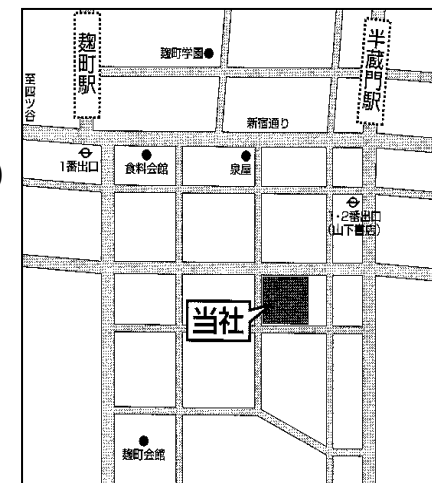 麹町駅
半蔵門駅
麹町学園
至四ツ谷
新宿通り
1番出口
食料会館
泉屋
1・2番出口
(山下書店)
当社
麹町会館